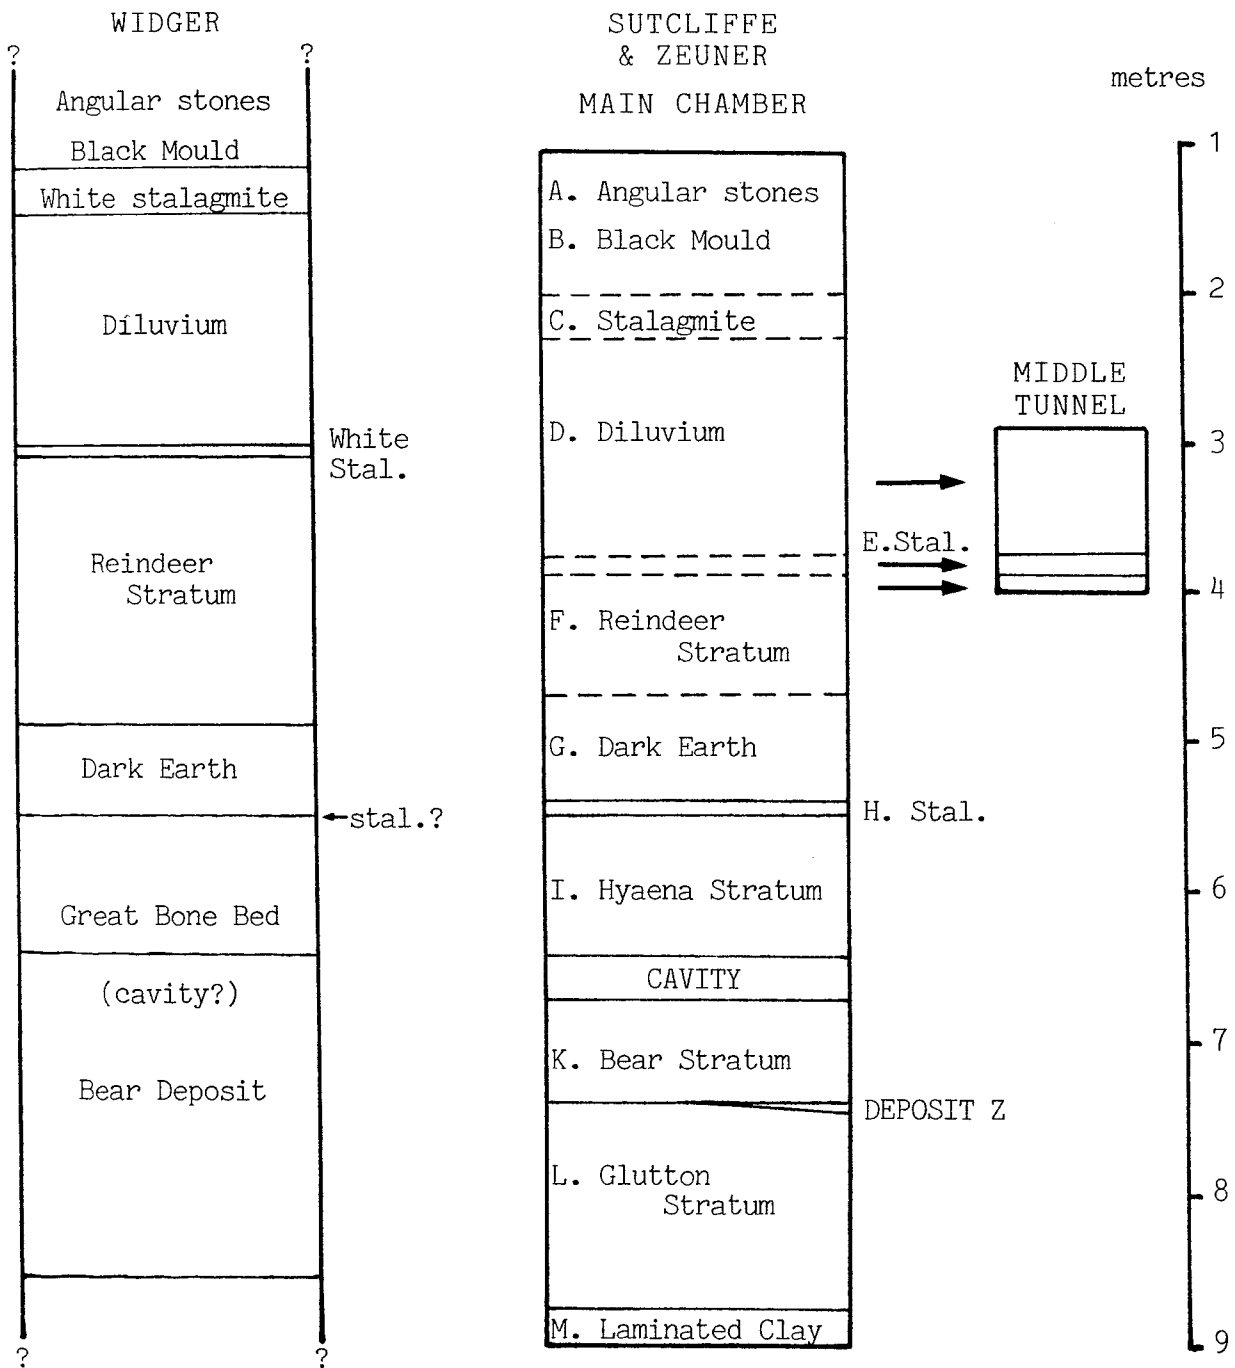 WIDGER
? ?
Angular stones
Black Mould
White stalagmite
Diluvium
White
Stal.
Reindeer
Stratum
Dark Earth
stal.?
Great Bone Bed
(cavity?)
Bear Deposit
? ?
SUTCLIFFE
& ZEUNER
MAIN CHAMBER
A. Angular stones
B. Black Mould
C. Stalagmite
D. Diluvium
E.Stal.
F. Reindeer
Stratum
G. Dark Earth
H. Stal.
I. Hyaena Stratum
CAVITY
K. Bear Stratum
DEPOSIT Z
L. Glutton
Stratum
M. Laminated Clay
MIDDLE
TUNNEL
metres
1
2
3
4
5
6
7
8
9